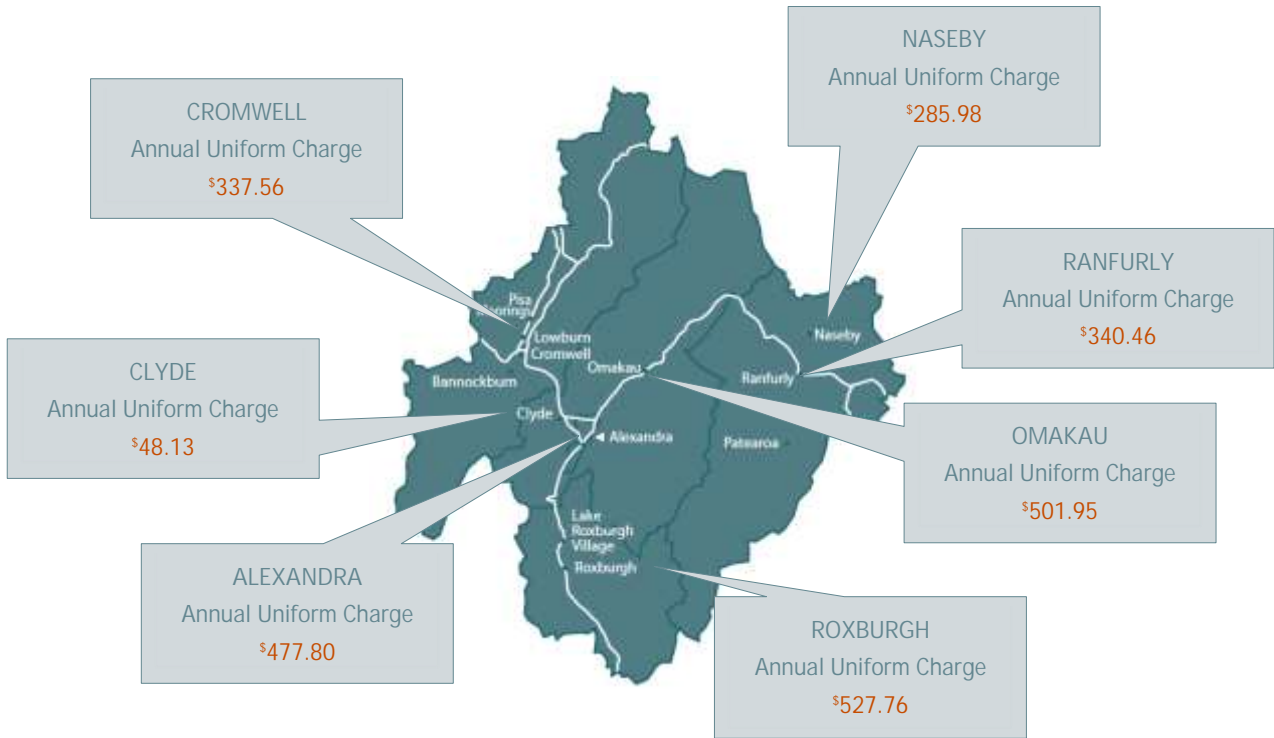 NASEBY
Annual Uniform Charge
$285.98
CROMWELL
Annual Uniform Charge
$337.56
RANFURLY
Annual Uniform Charge
$340.46
CLYDE
Annual Uniform Charge
$48.13
OMAKAU
Annual Uniform Charge
$501.95
ALEXANDRA
Annual Uniform Charge
$477.80
ROXBURGH
Annual Uniform Charge
$527.76
Pisa
Moorings
Lowburn
Cromwell
Bannockburn
Clyde
Alexandra
Omakau
Naseby
Ranfurly
Patearoa
Lake
Roxburgh
Village
Roxburgh